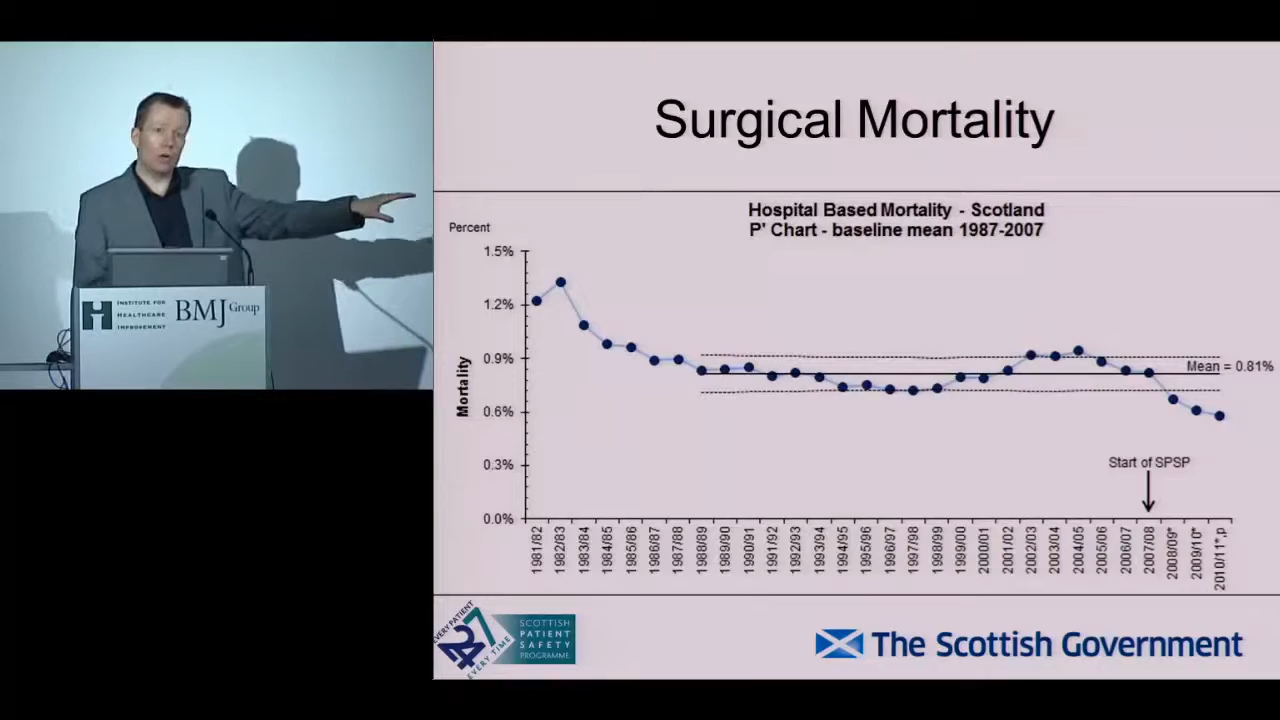 Surgical Mortality
Hospital Based Mortality - Scotland
P' Chart - baseline mean 1987-2007
Percent
1.5%
1.2%
0.9%
0.6%
0.3%
0.0%
Mortality
Mean = 0.81%
Start of SPSP
1981/82
1982/83
1983/84
1984/85
1985/86
1986/87
1987/88
1988/89
1989/90
1990/91
1991/92
1992/93
1993/94
1994/95
1995/96
1996/97
1997/98
1998/99
1999/00
2000/01
2001/02
2002/03
2003/04
2004/05
2005/06
2006/07
2007/08
2008/09*
2009/10*
2010/11*,p
INSTITUTE FOR
HEALTHCARE
IMPROVEMENT
BMJ Group
EVERY PATIENT
24
7
EVERY TIME
SCOTTISH
PATIENT
SAFETY
PROGRAMME
The Scottish Government